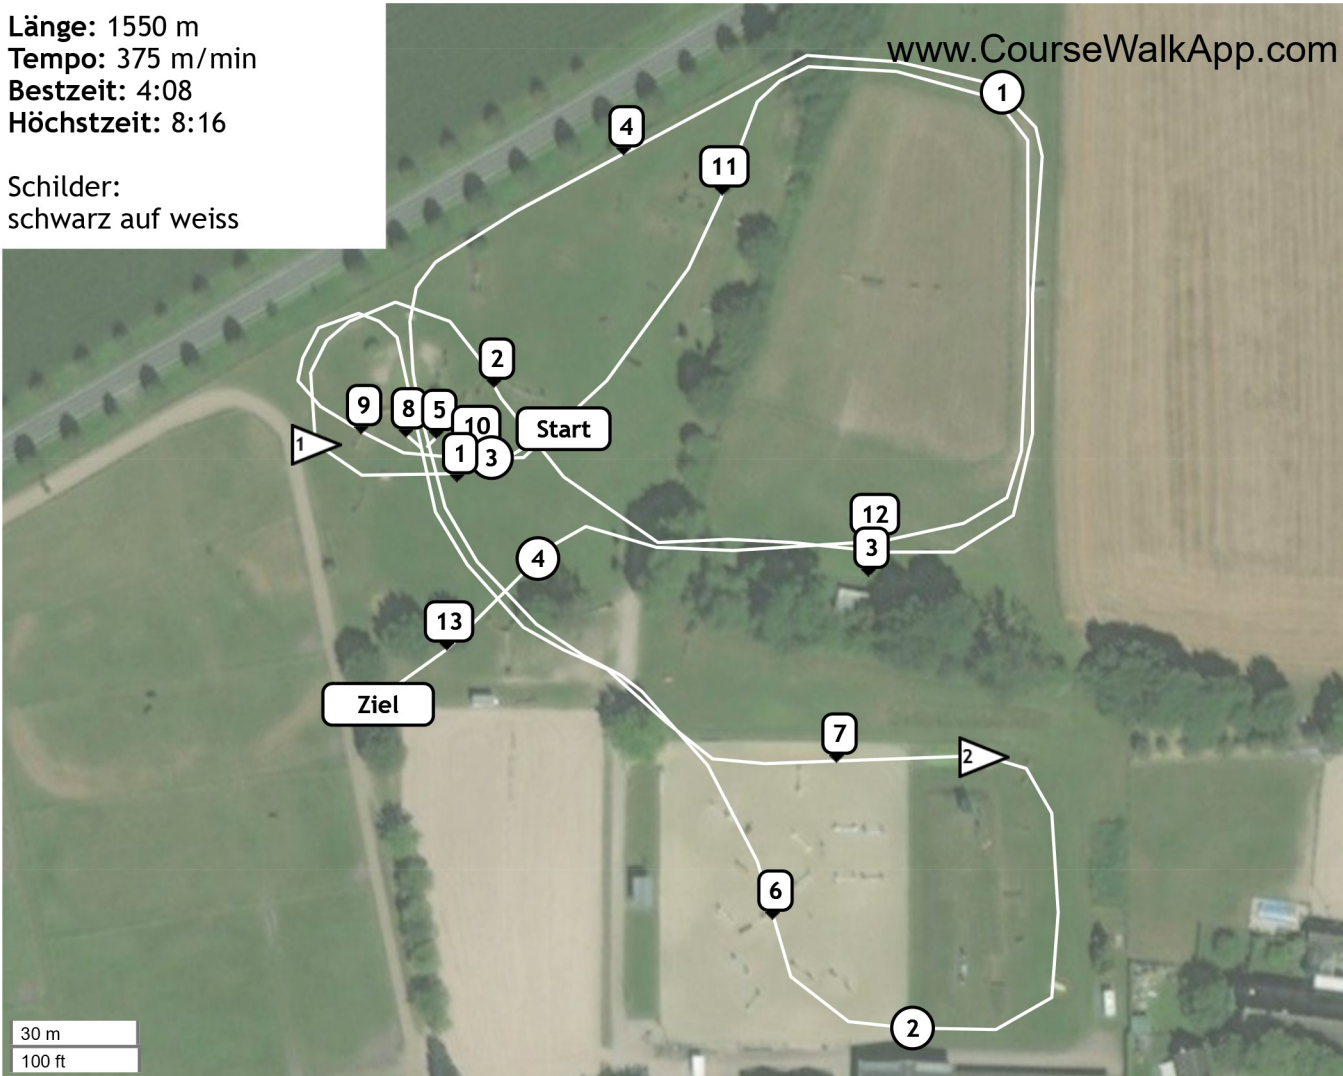 Länge: 1550 m
Tempo: 375 m/min
Bestzeit: 4:08
Höchstzeit: 8:16
Schilder:
schwarz auf weiss
www.CourseWalkApp.com
1
4
11
2
9
8
5
10
Start
1
1
3
12
3
4
13
Ziel
7
2
6
2
30 m
100 ft